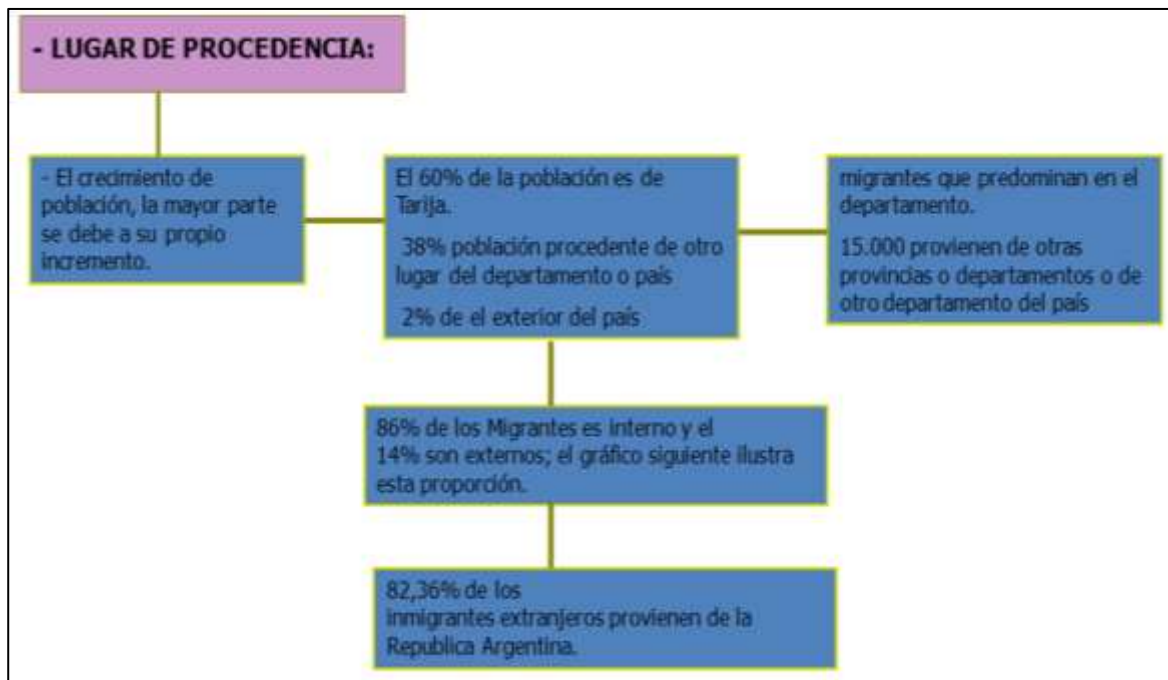 - LUGAR DE PROCEDENCIA:
- El crecimiento de
población, la mayor parte
se debe a su propio
incremento.
El 60% de la población es de
Tarija.
38% población procedente de otro
lugar del departamento o país
2% de el exterior del país
migrantes que predominan en el
departamento.
15.000 provienen de otras
provincias o departamentos o de
otro departamento del país
86% de los Migrantes es interno y el
14% son externos; el gráfico siguiente ilustra
esta proporción.
82,36% de los
inmigrantes extranjeros provienen de la
Republica Argentina.